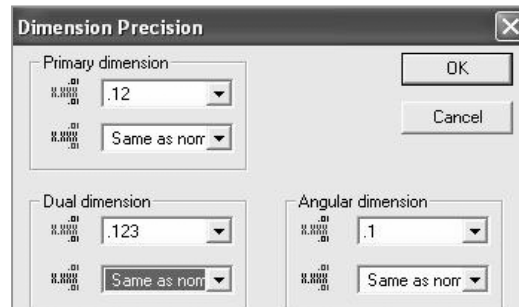 Dimension Precision
Primary dimension
.12
Same as nom
OK
Cancel
Dual dimension
.123
Same as nom
Angular dimension
.1
Same as nom